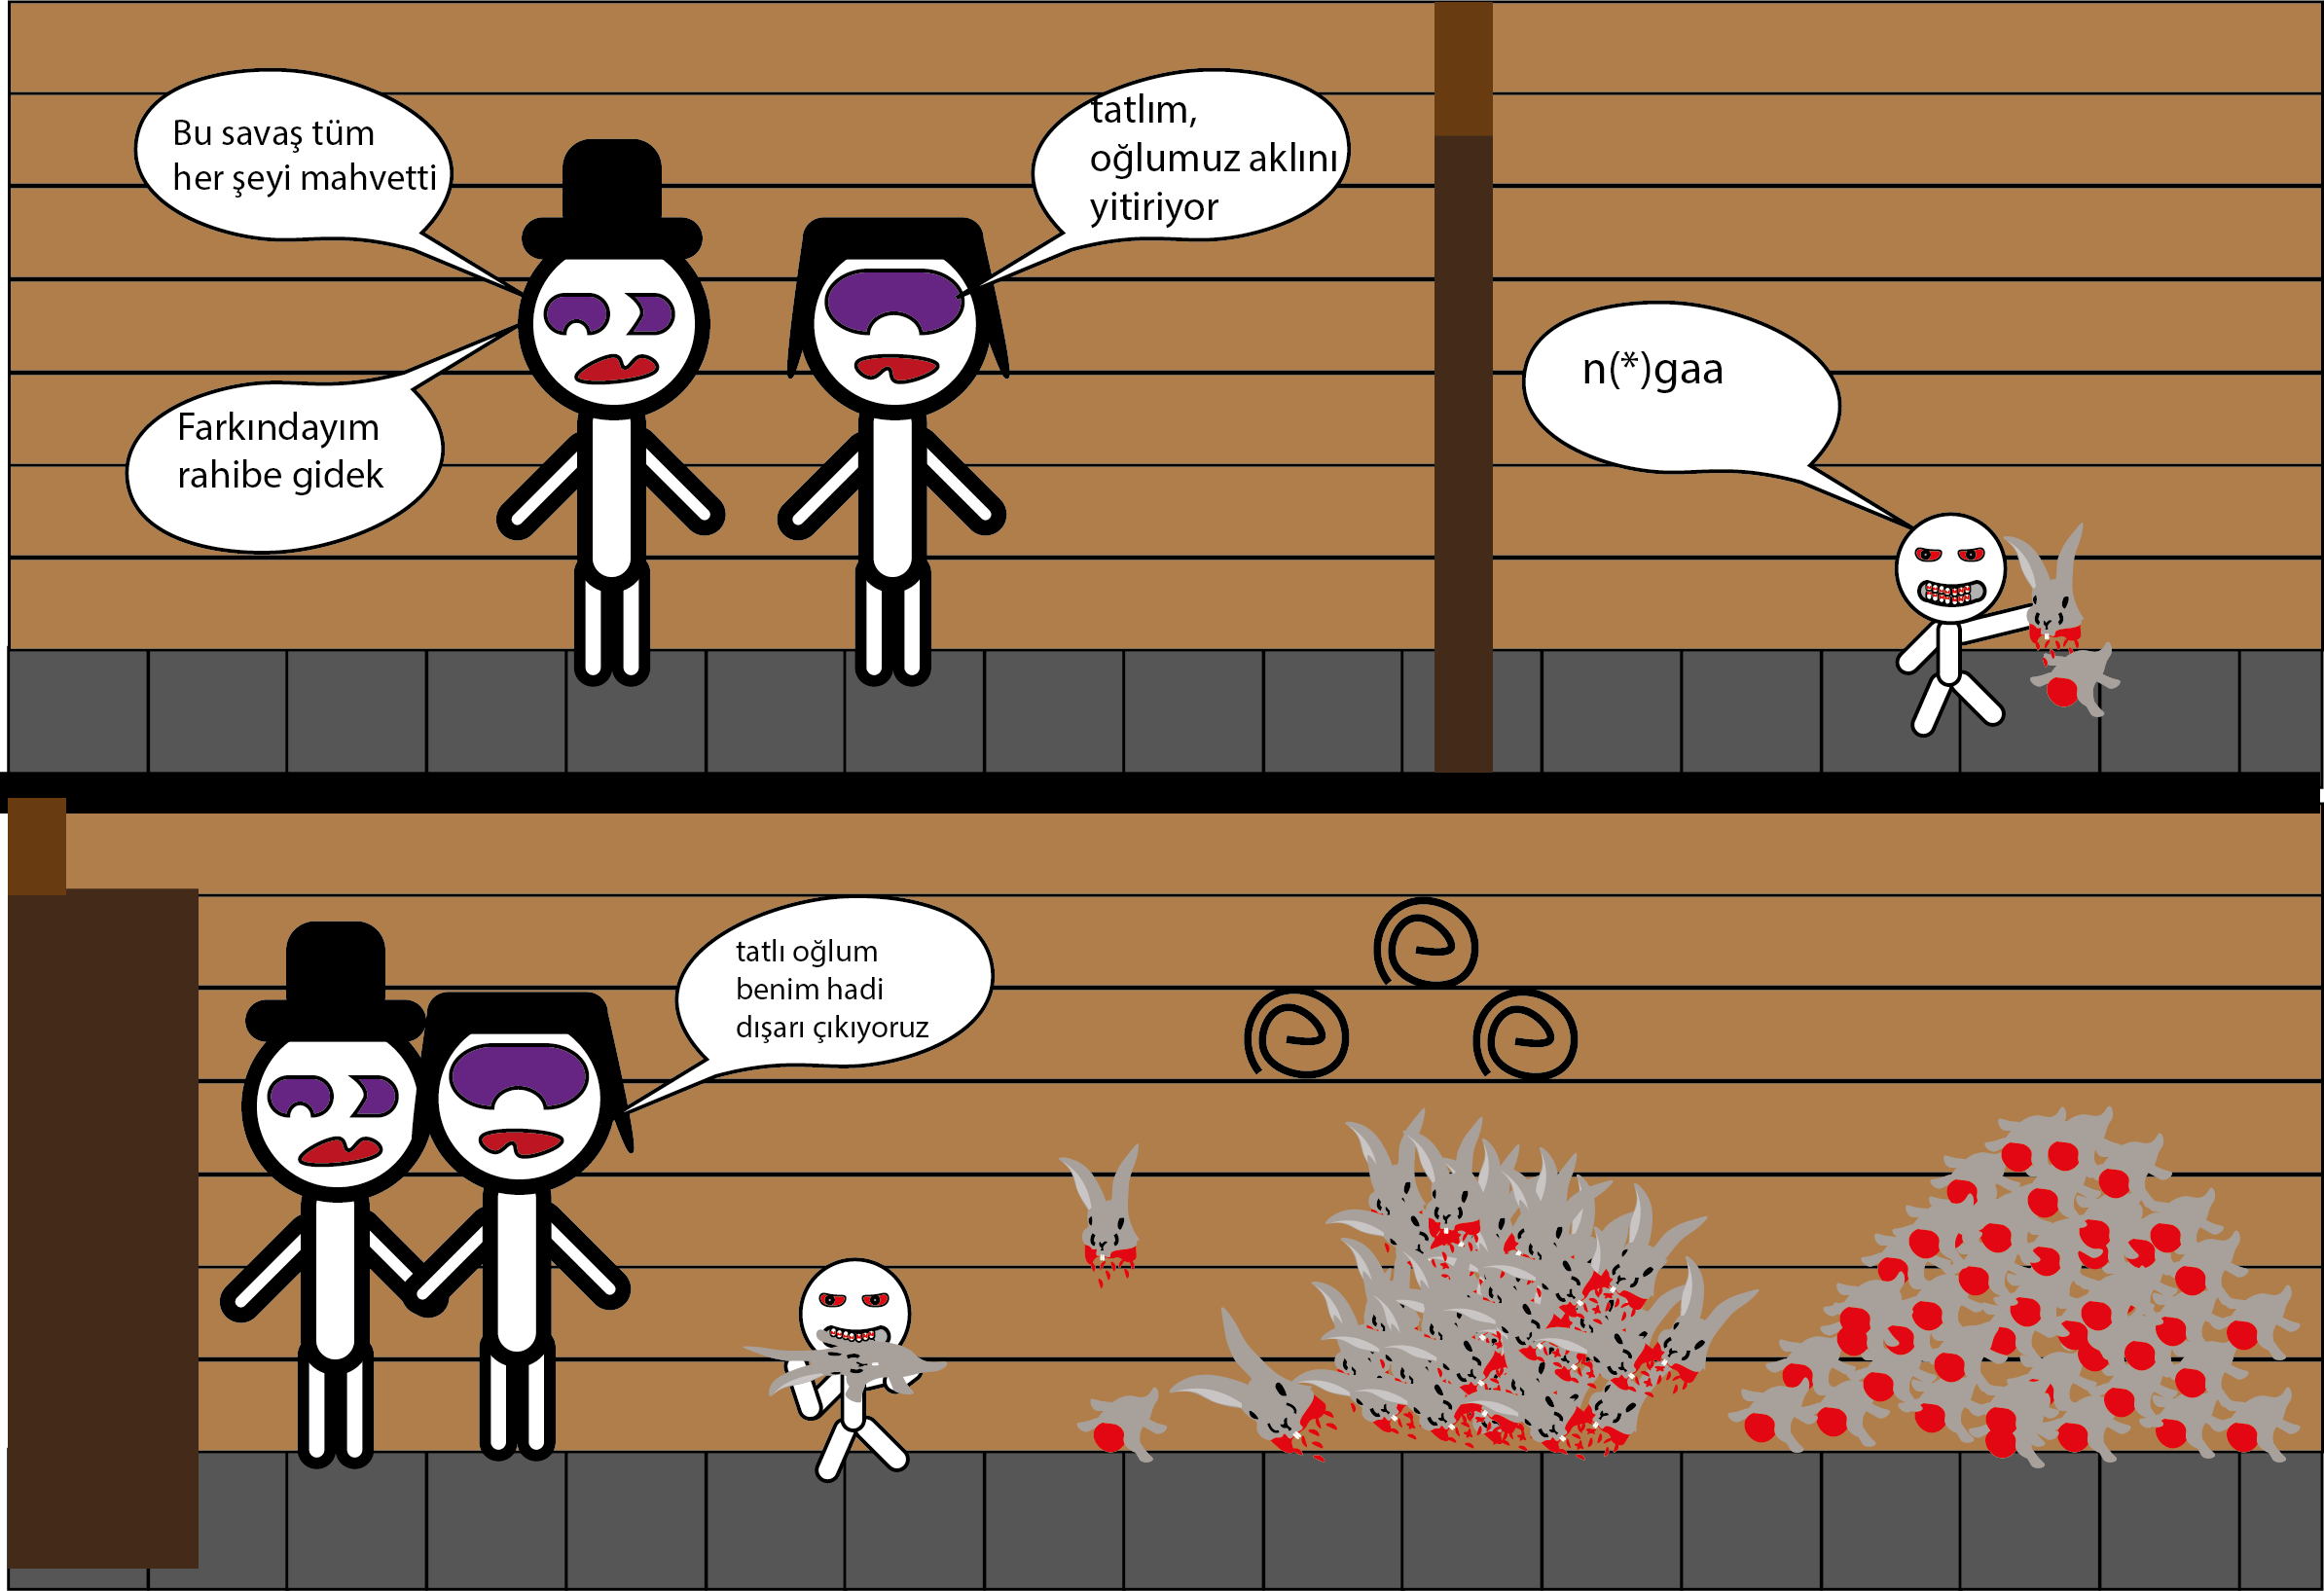 Bu savaş tüm
her şeyi mahvetti
tatlım,
oğlumuz aklını
yitiriyor
Farkındayım
rahibe gidek
n(*)gaa
tatlı oğlum
benim hadi
dışarı çıkıyoruz